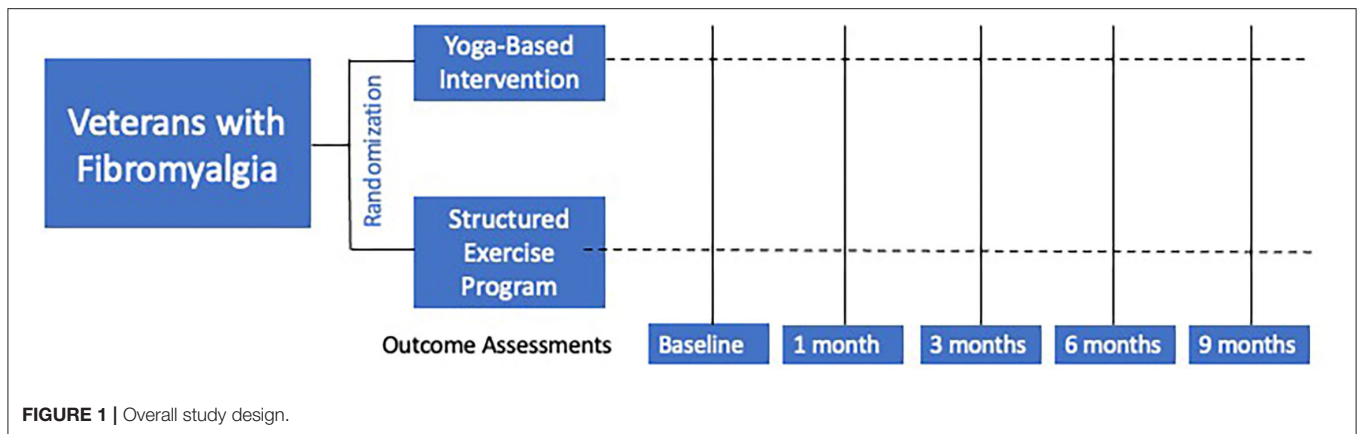 Yoga-Based
Intervention
Veterans with
Fibromyalgia
Randomization
Structured
Exercise
Program
Outcome Assessments
Baseline
1 month
3 months
6 months
9 months
FIGURE 1 | Overall study design.